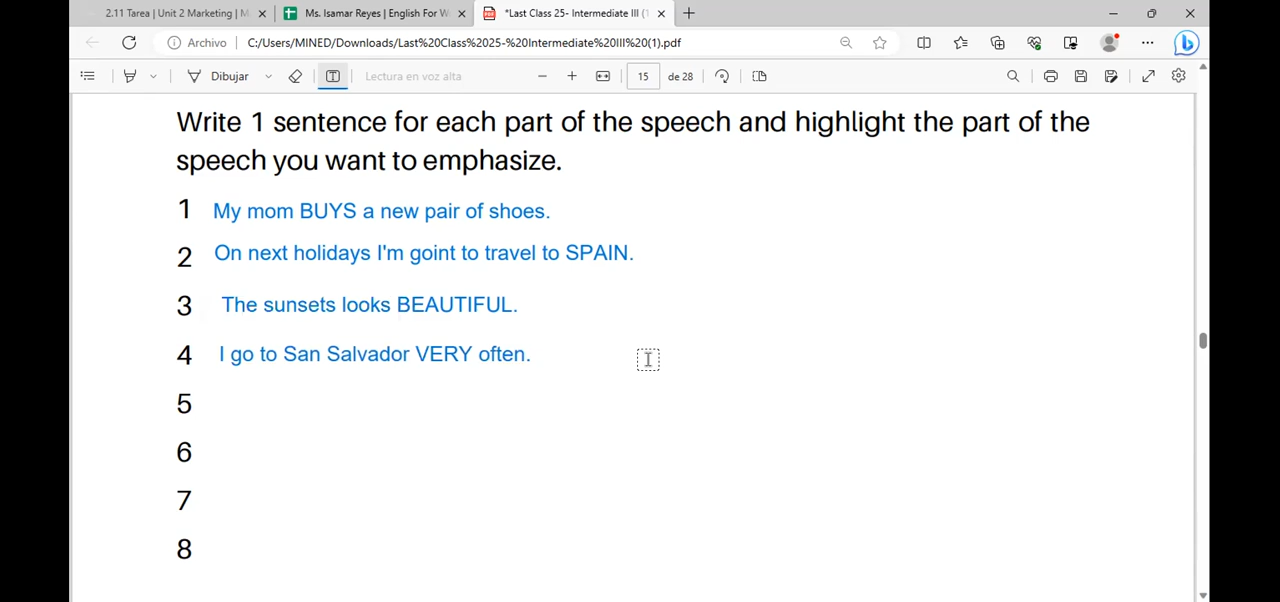 2.11 Tarea | Unit 2 Marketing | M
Ms. Isamar Reyes | English For W
*Last Class 25- Intermediate III (1
Archivo
C:/Users/MINED/Downloads/Last%20Class%2025-%20Intermediate%20III%20(1).pdf
Dibujar
Lectura en voz alta
15
de 28
Write 1 sentence for each part of the speech and highlight the part of the
speech you want to emphasize.
1 My mom BUYS a new pair of shoes.
2 On next holidays I'm goint to travel to SPAIN.
3 The sunsets looks BEAUTIFUL.
4 I go to San Salvador VERY often.
5
6
7
8